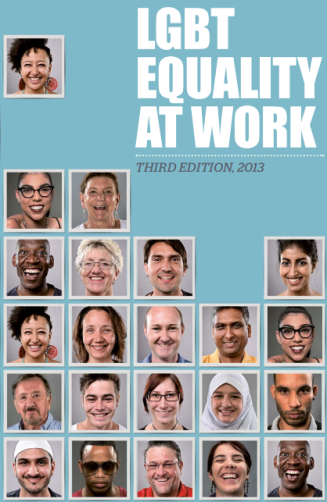 LGBT
EQUALITY
AT WORK
THIRD EDITION, 2013